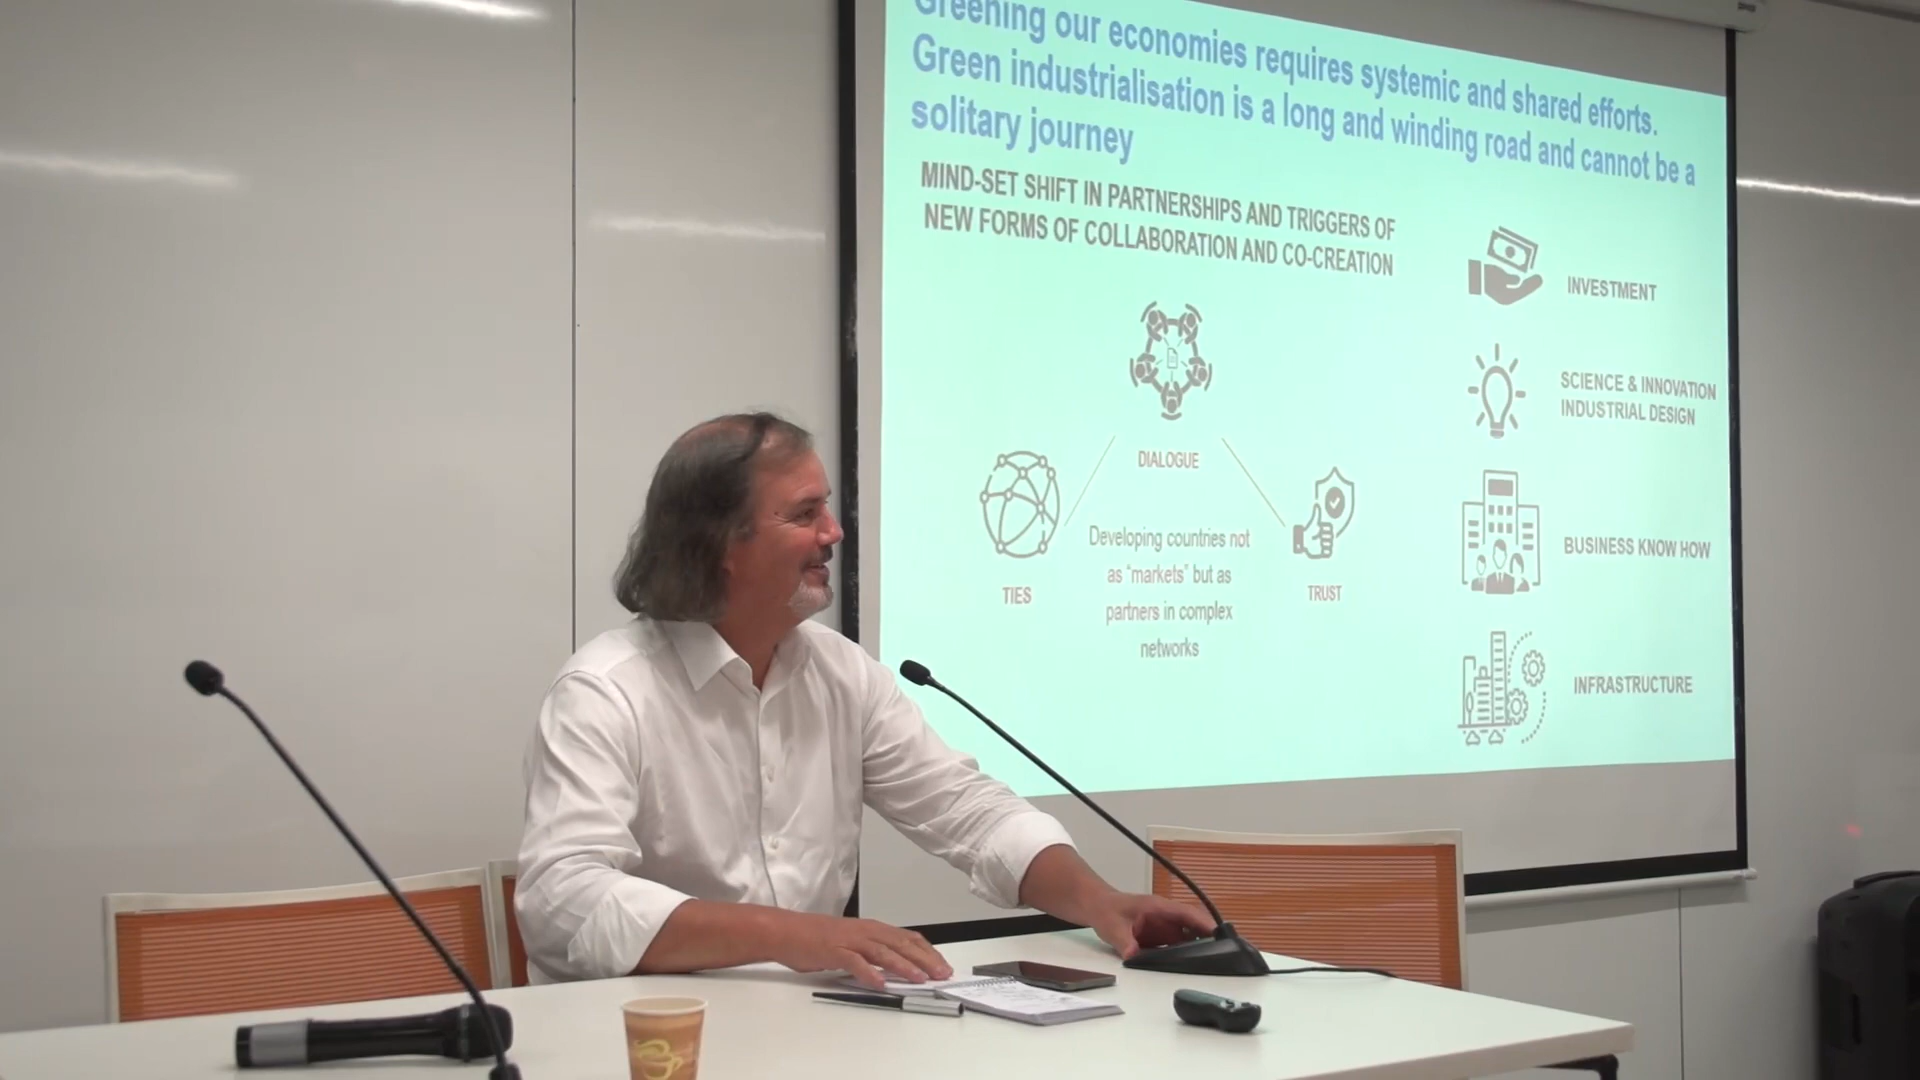 Greening our economies requires systemic and shared efforts.
Green industrialisation is a long and winding road and cannot be a
solitary journey
MIND-SET SHIFT IN PARTNERSHIPS AND TRIGGERS OF
NEW FORMS OF COLLABORATION AND CO-CREATION
DIALOGUE
TIES
Developing countries not
as "markets" but as
partners in complex
networks
TRUST
INVESTMENT
SCIENCE & INNOVATION
INDUSTRIAL DESIGN
BUSINESS KNOW HOW
INFRASTRUCTURE